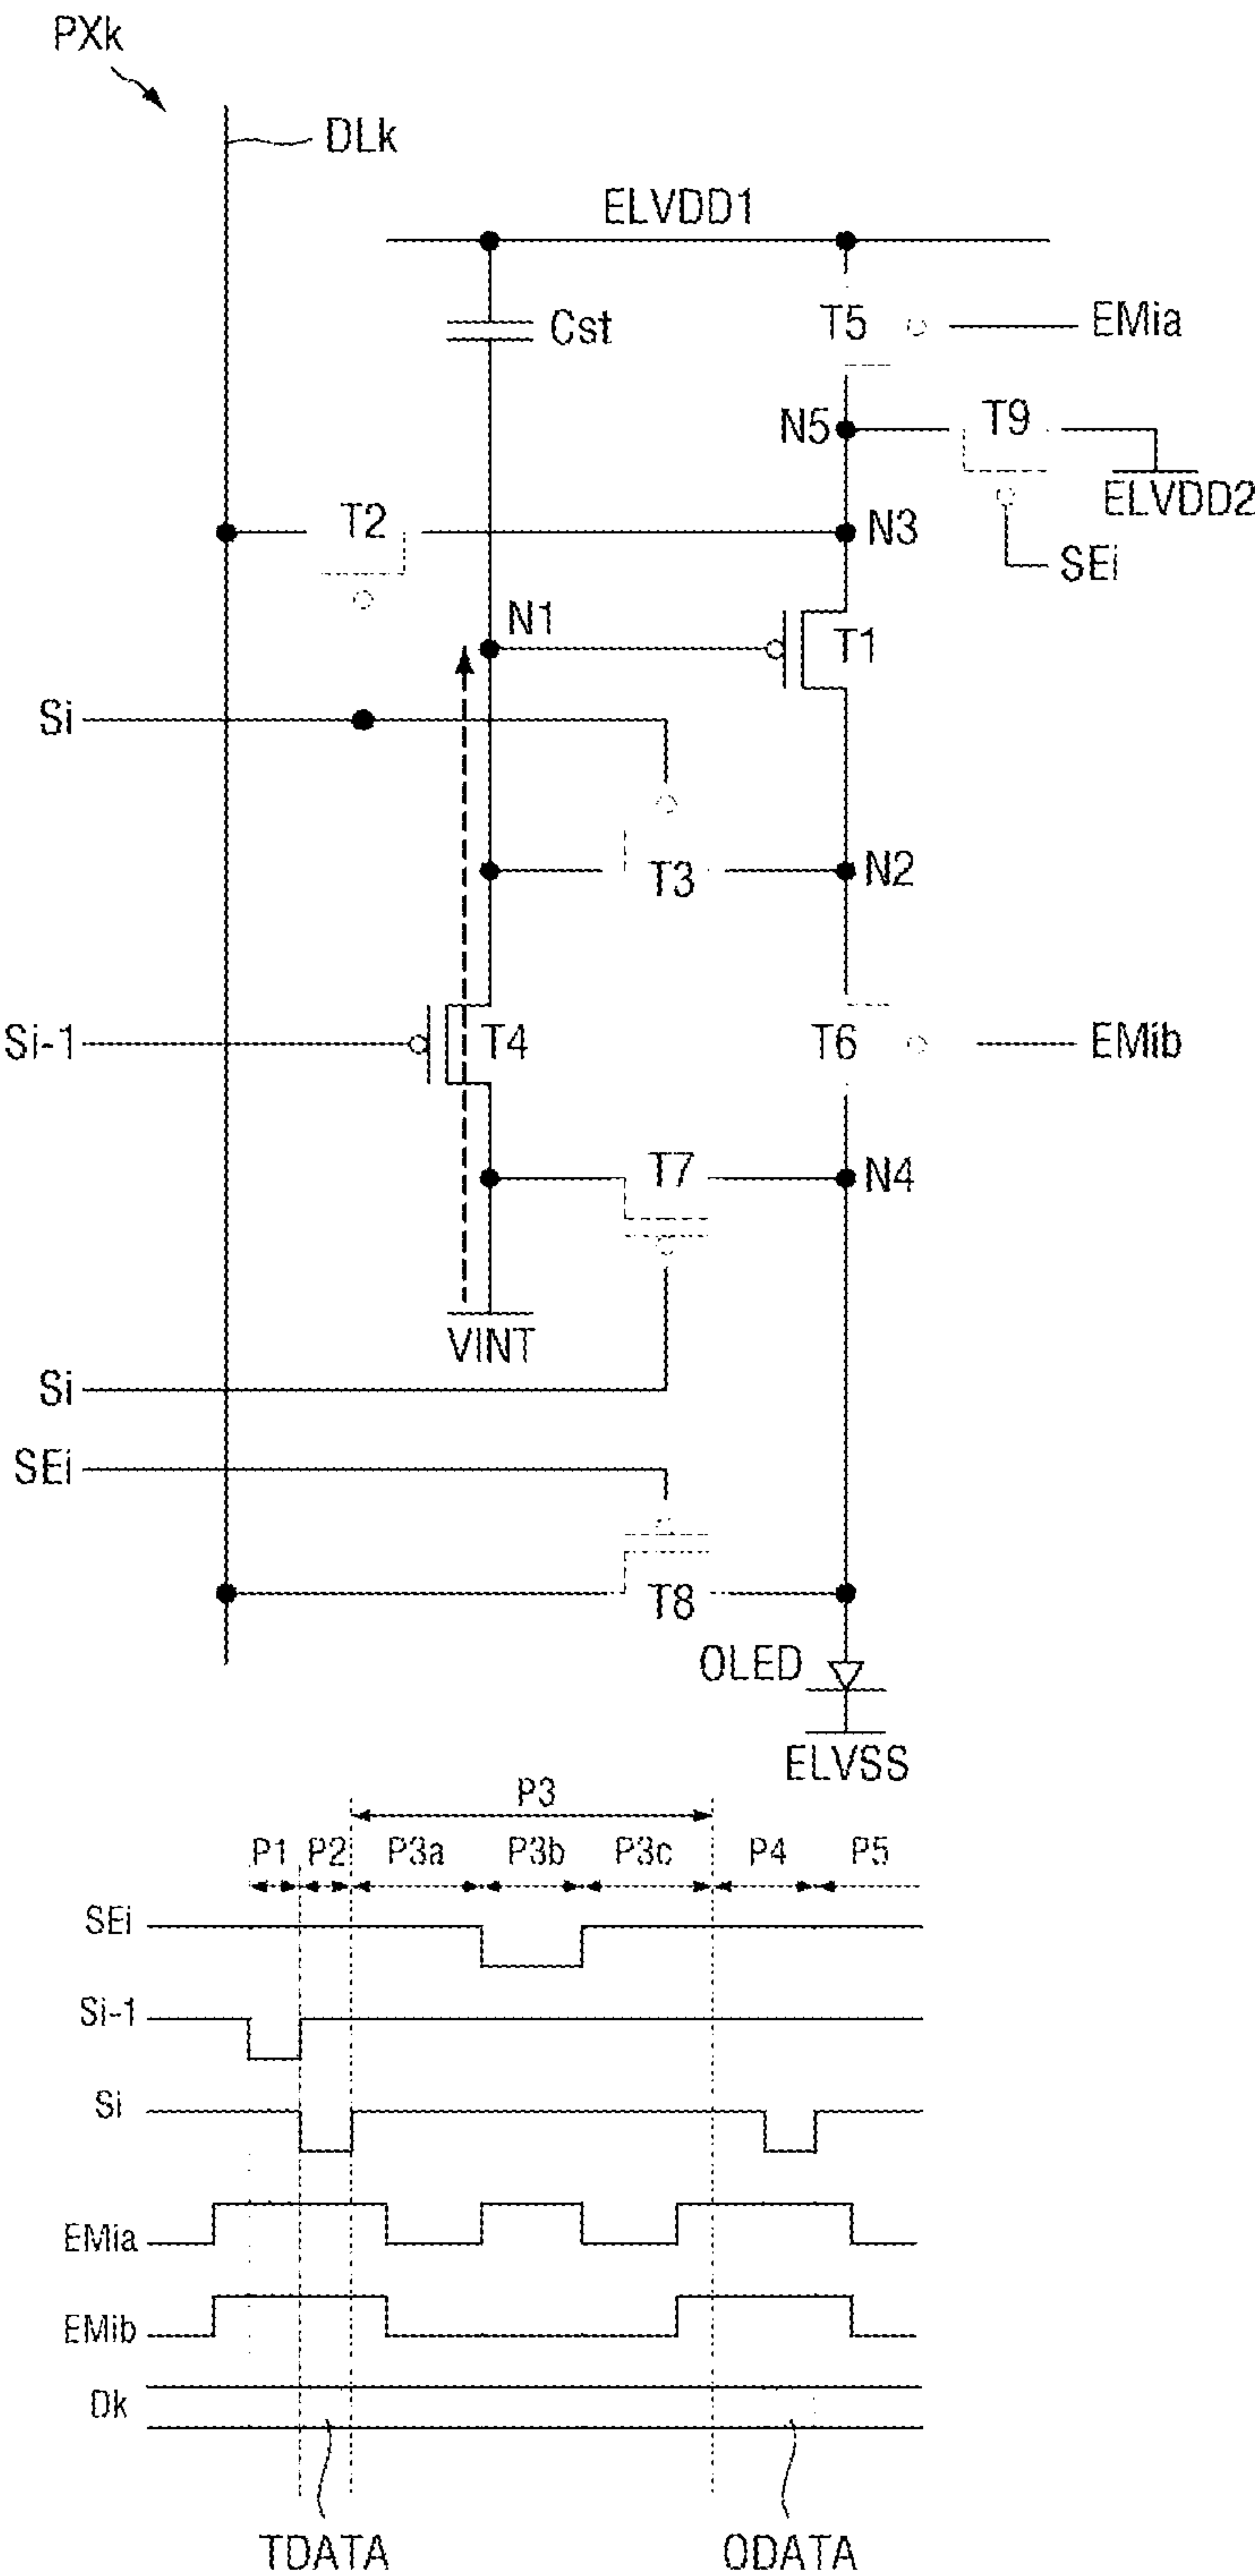 PXk
DLk
ELVDD1
Cst
T5
EMia
N5
T9
ELVDD2
T2
N3
SEi
N1
T1
Si
T3
N2
Si-1
T4
T6
EMib
T7
N4
VINT
Si
SEi
T8
OLED
ELVSS
P3
P1 P2 P3a P3b P3c P4 P5
SEi
Si-1
Si
EMia
EMib
Dk
TDATA ODATA